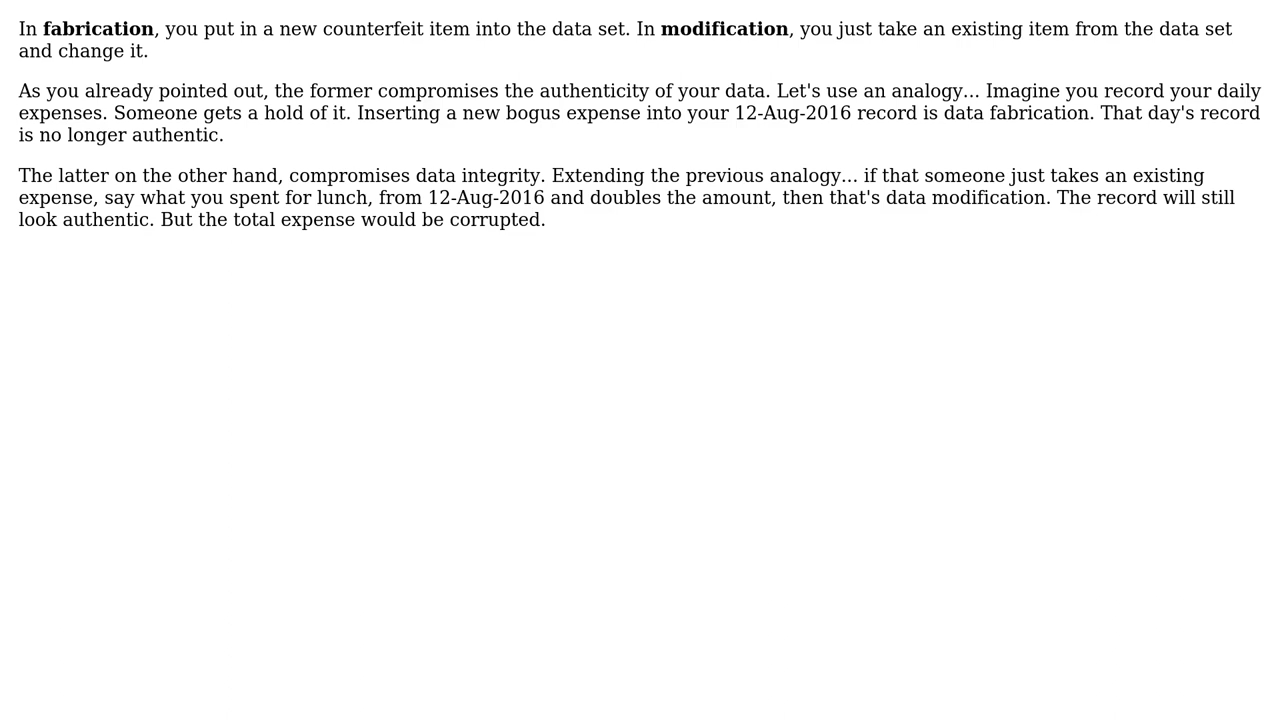 In fabrication, you put in a new counterfeit item into the data set. In modification, you just take an existing item from the data set
and change it.
As you already pointed out, the former compromises the authenticity of your data. Let's use an analogy... Imagine you record your daily
expenses. Someone gets a hold of it. Inserting a new bogus expense into your 12-Aug-2016 record is data fabrication. That day's record
is no longer authentic.
The latter on the other hand, compromises data integrity. Extending the previous analogy... if that someone just takes an existing
expense, say what you spent for lunch, from 12-Aug-2016 and doubles the amount, then that's data modification. The record will still
look authentic. But the total expense would be corrupted.